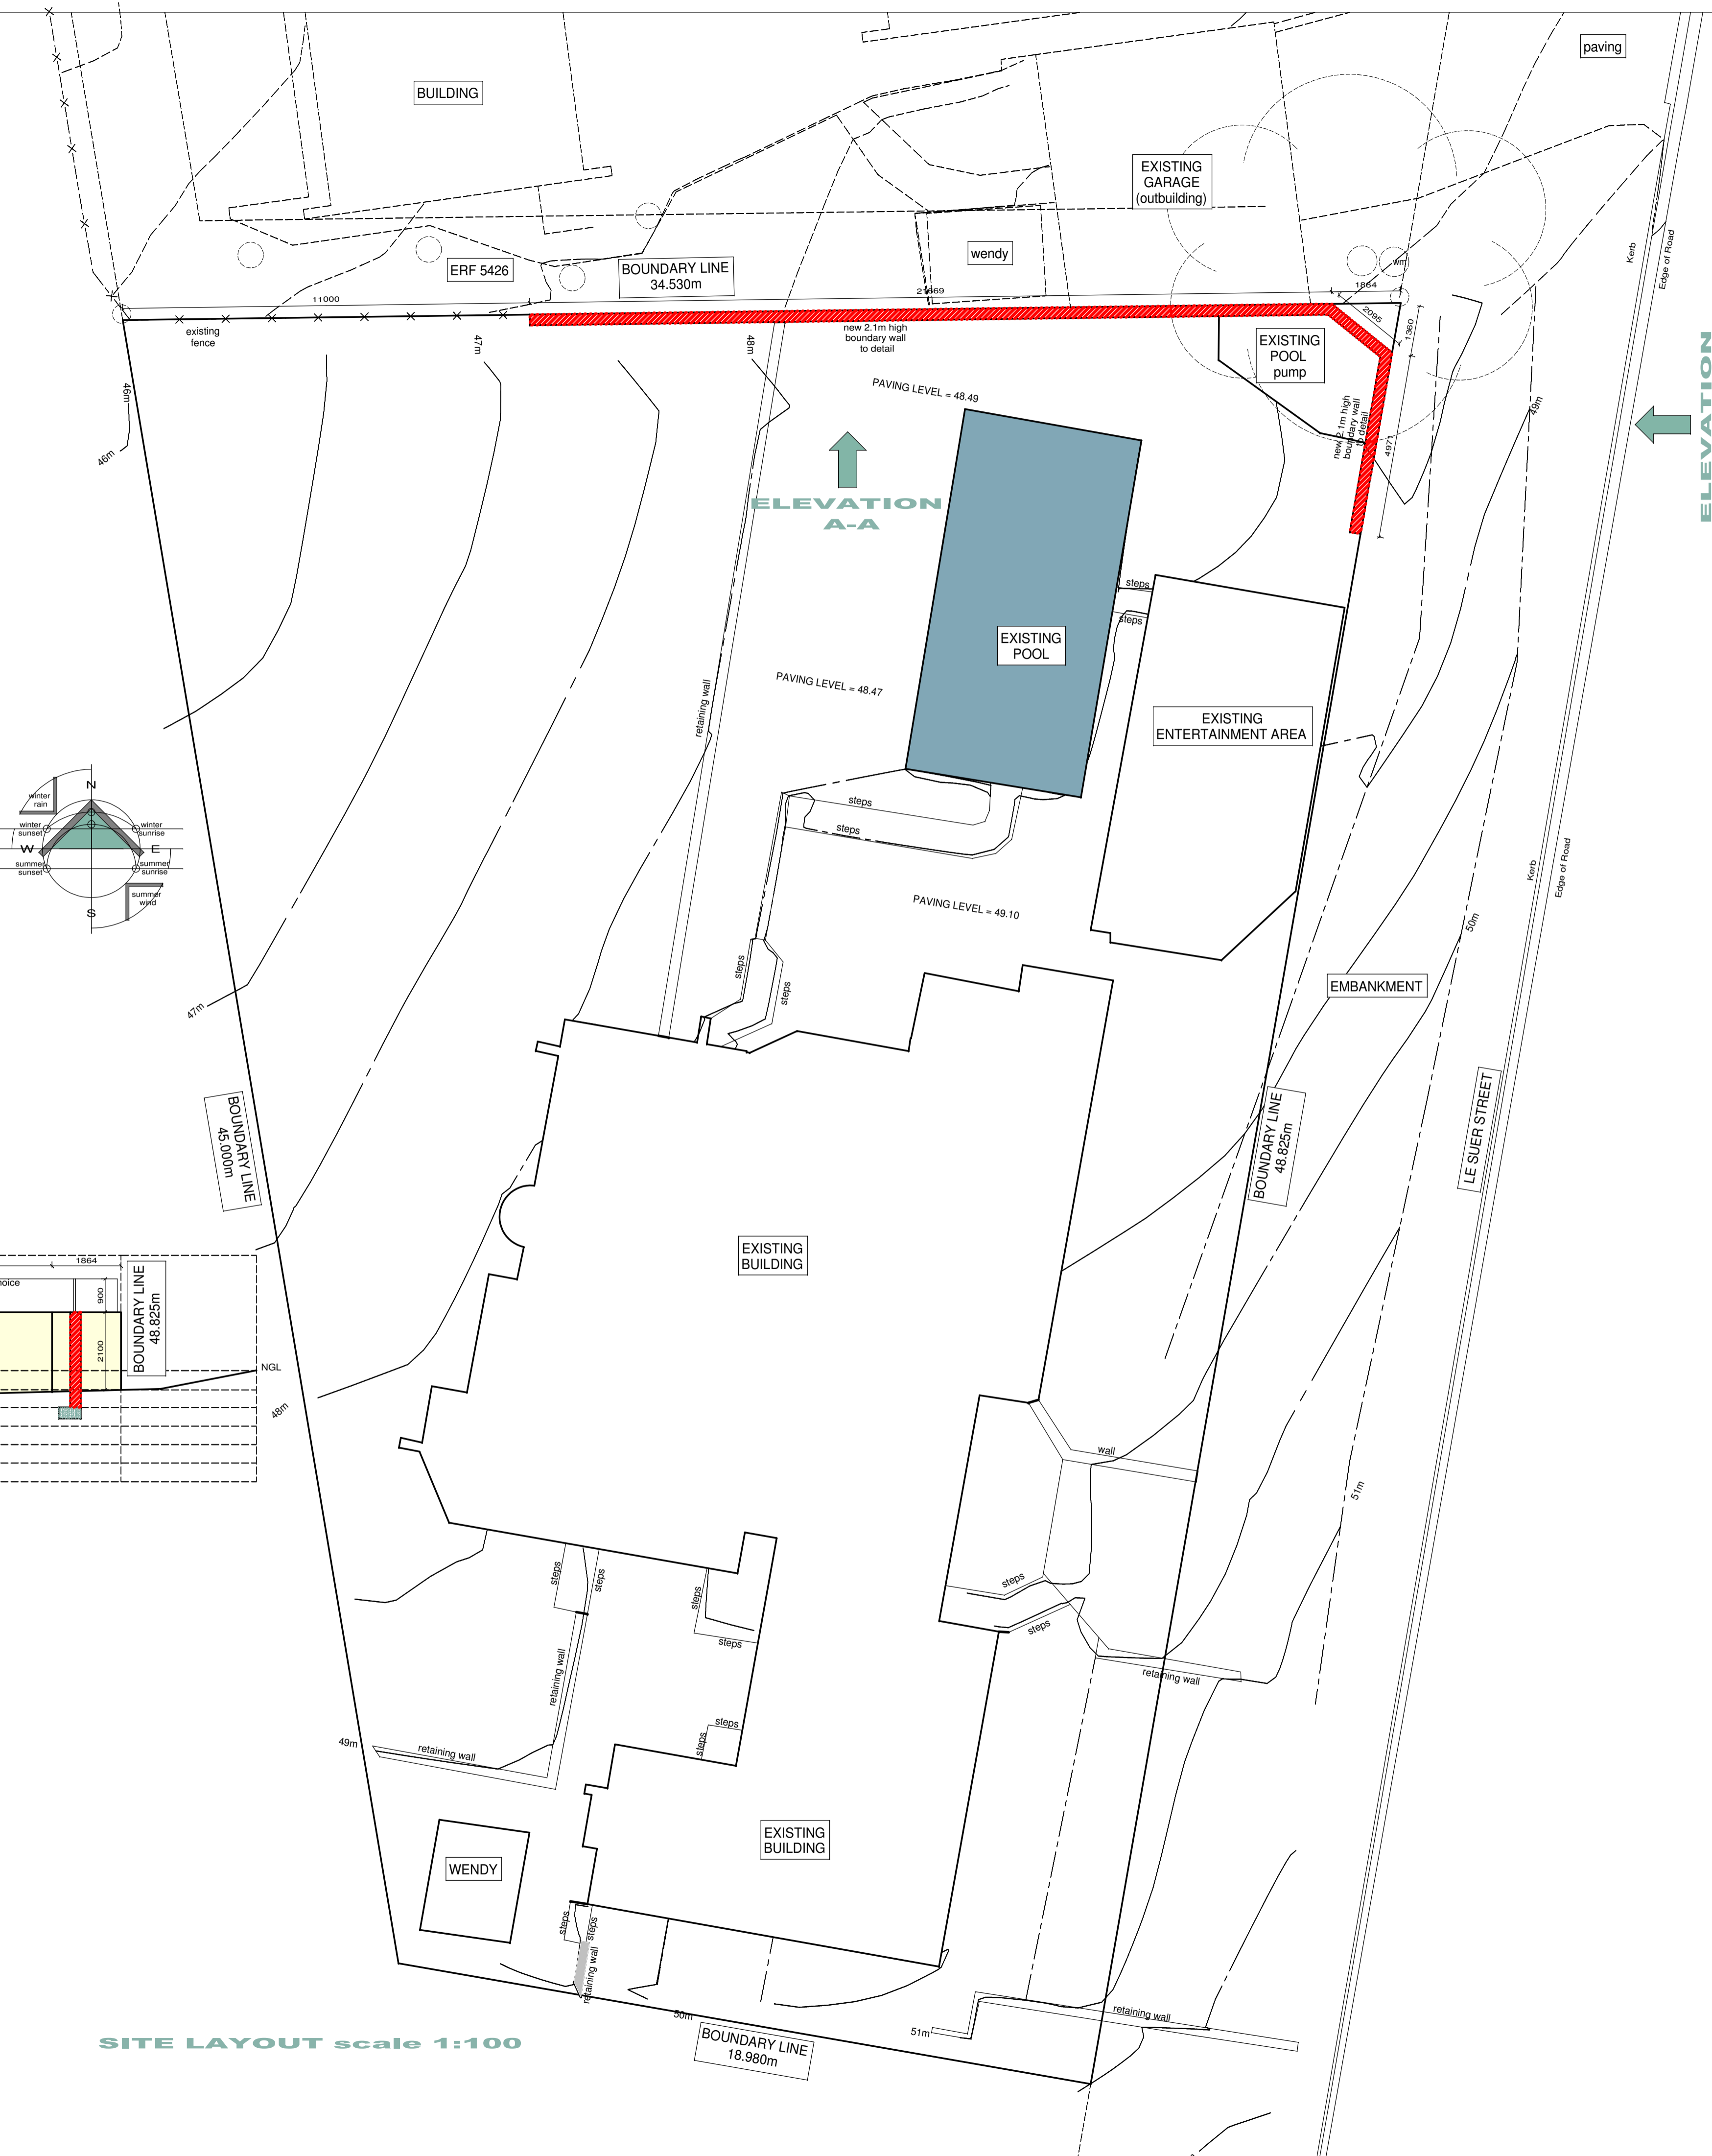 paving
BUILDING
EXISTING
GARAGE
(outbuilding)
wendy
wm
Kerb
Edge of Road
ERF 5426
BOUNDARY LINE
34.530m
11000
21669
1864
2095
1360
existing
fence
new 2.1m high
boundary wall
to detail
EXISTING
POOL
pump
47m
48m
46m
46m
PAVING LEVEL = 48.49
new 2.1m high
boundary wall
to detail
4971
49m
ELEVATION
ELEVATION
A-A
steps
steps
EXISTING
POOL
PAVING LEVEL = 48.47
retaining wall
EXISTING
ENTERTAINMENT AREA
N
winter
rain
winter
sunset
winter
sunrise
W
E
summer
sunset
summer
sunrise
summer
wind
S
steps
steps
Kerb
Edge of Road
PAVING LEVEL = 49.10
50m
steps
steps
EMBANKMENT
47m
BOUNDARY LINE
45.000m
BOUNDARY LINE
48.825m
LE SUER STREET
EXISTING
BUILDING
1864
900
2100
BOUNDARY LINE
48.825m
NGL
48m
wall
51m
steps
steps
steps
steps
steps
steps
retaining wall
retaining wall
steps
steps
49m
retaining wall
EXISTING
BUILDING
WENDY
steps
steps
retaining wall
50m
51m
retaining wall
BOUNDARY LINE
18.980m
SITE LAYOUT scale 1:100